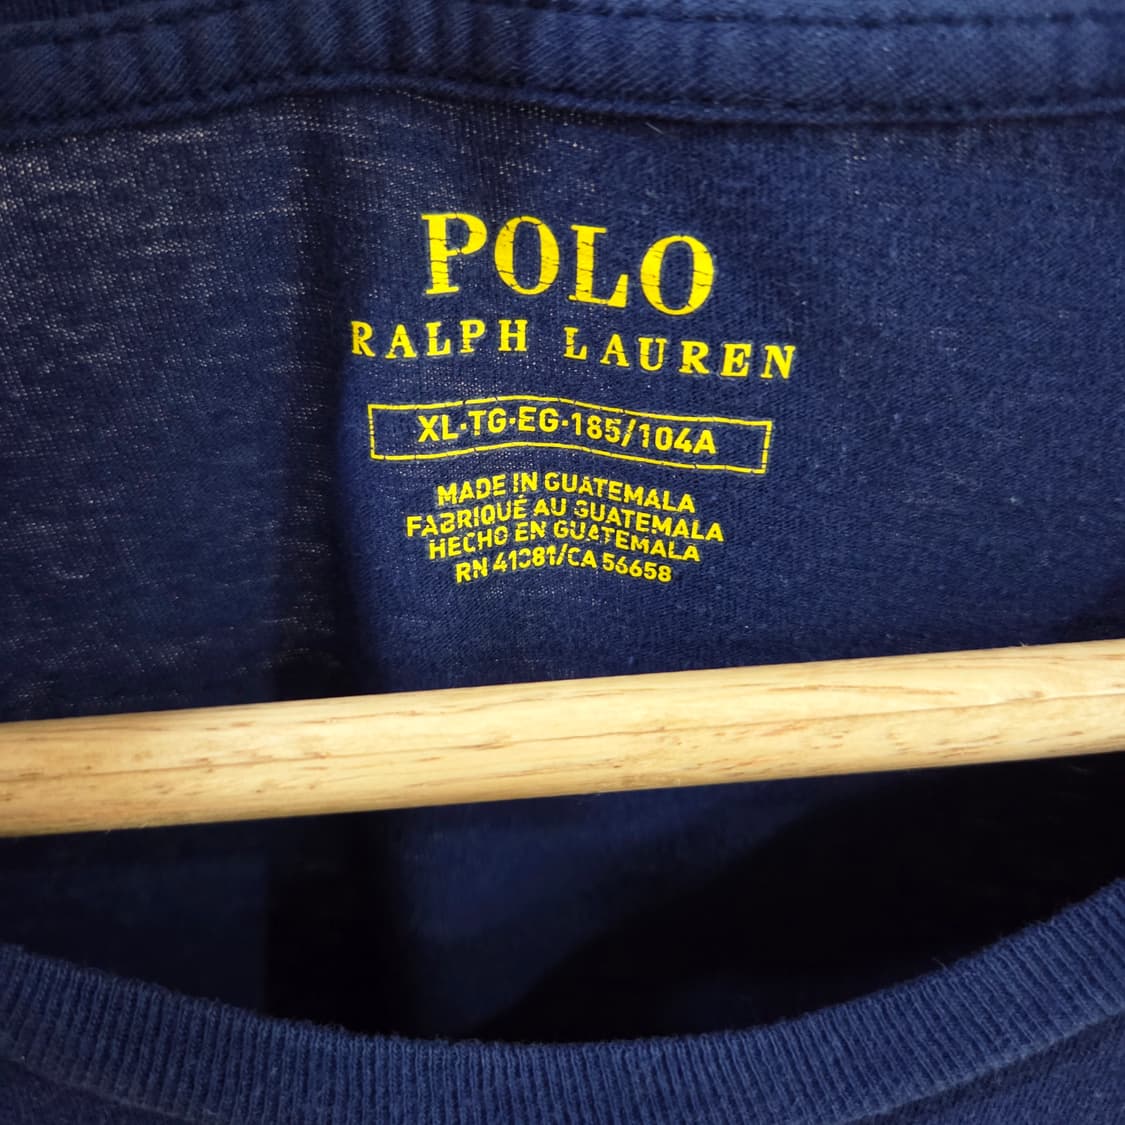 POLO
RALPH LAUREN
XL·TG·EG·185/104A
MADE IN GUATEMALA
FABRIQUÉ AU GUATEMALA
HECHO EN GUATEMALA
RN 41381/CA 56658